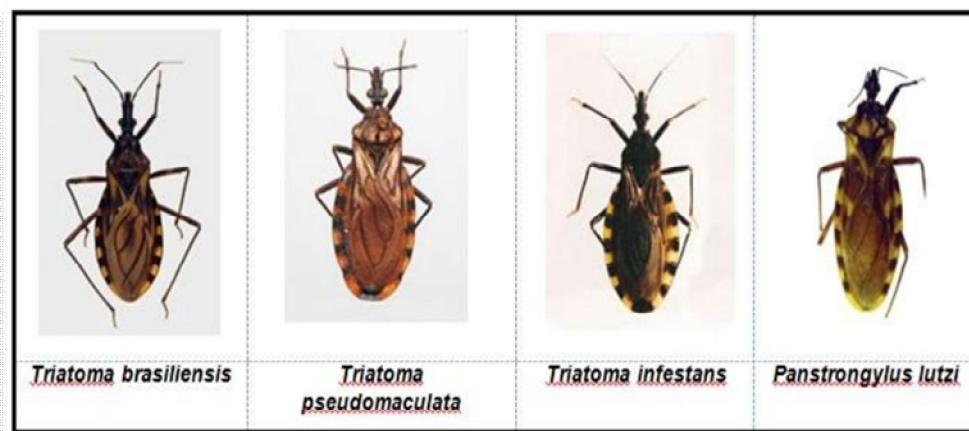 Triatoma brasiliensis
Triatoma
pseudomaculata
Triatoma infestans
Panstrongylus lutzi